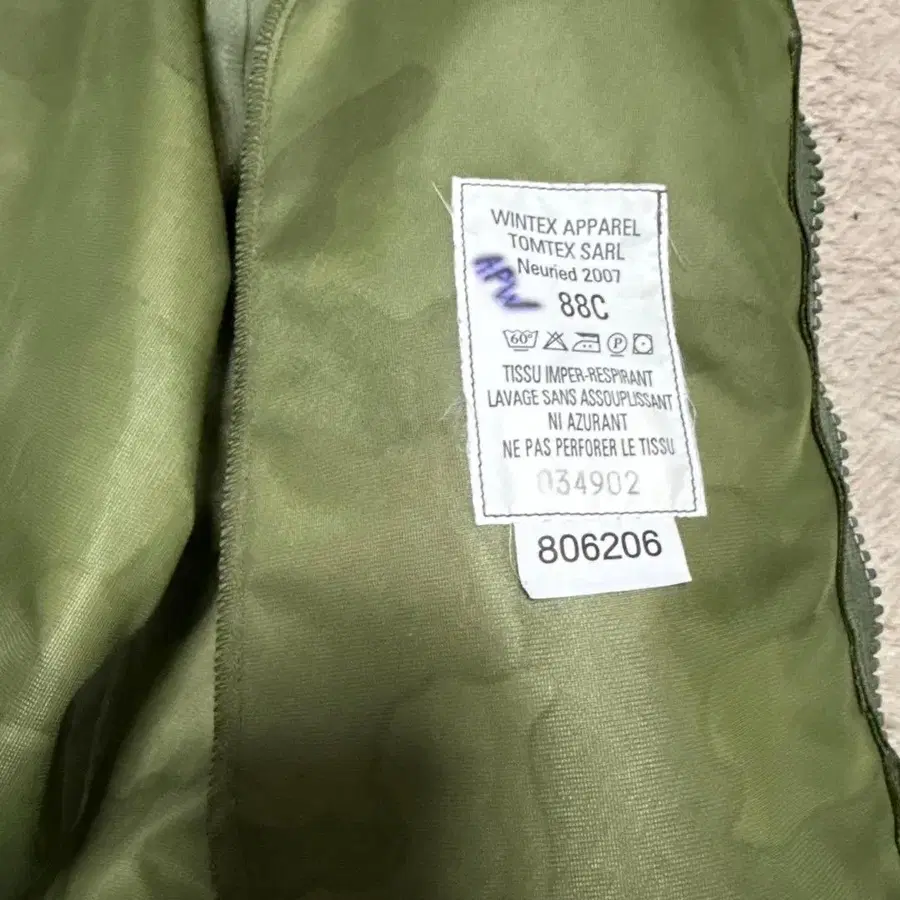 WINTEX APPAREL
TOMTEX SARL
Neuried 2007
APW
88C
60°
P
TISSU IMPER-RESPIRANT
LAVAGE SANS ASSOUPLISSANT
NI AZURANT
NE PAS PERFORER LE TISSU
034902
806206